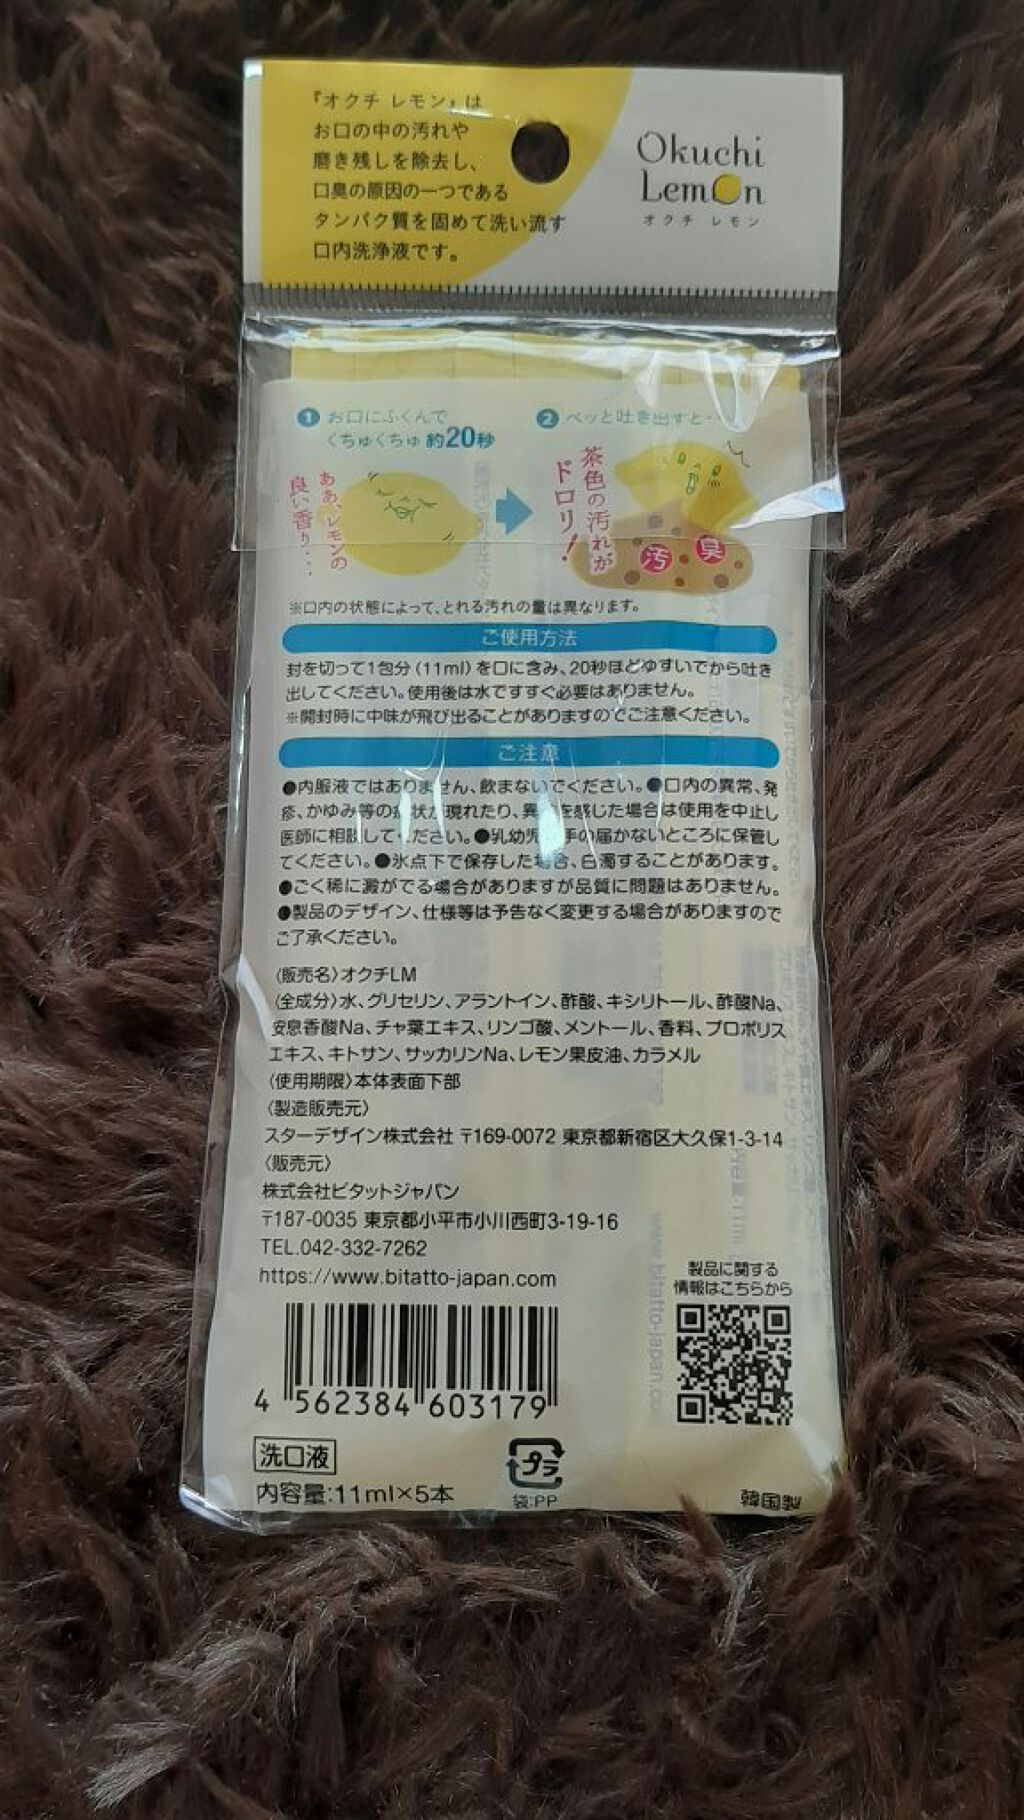 『オクチ レモン』は
お口の中の汚れや
磨き残しを除去し、
口臭の原因の一つである
タンパク質を固めて洗い流す
口内洗浄液です。
Okuchi
Lemon
オクチ レモン
① お口にふくんで
くちゅくちゅ 約20秒
ああ、レモンの
良い香り・・・
② ペッと吐き出すと・・
茶色の汚れが
ドロリ!
汚
臭
※口内の状態によって、とれる汚れの量は異なります。
ご使用方法
封を切って1包分(11ml)を口に含み、20秒ほどゆすいでから吐き
出してください。使用後は水ですすぐ必要はありません。
※開封時に中味が飛び出ることがありますのでご注意ください。
ご注意
●内服液ではありません、飲まないでください。●口内の異常、発
疹、かゆみ等の症状が現れたり、異常を感じた場合は使用を中止し
医師に相談してください。●乳幼児の手の届かないところに保管し
てください。●氷点下で保存した場合、白濁することがあります。
●ごく稀に澱がでる場合がありますが品質に問題はありません。
●製品のデザイン、仕様等は予告なく変更する場合がありますので
ご了承ください。
〈販売名〉オクチLM
〈全成分〉水、グリセリン、アラントイン、酢酸、キシリトール、酢酸Na、
安息香酸Na、チャ葉エキス、リンゴ酸、メントール、香料、プロポリス
エキス、キトサン、サッカリンNa、レモン果皮油、カラメル
〈使用期限〉本体表面下部
〈製造販売元〉
スターデザイン株式会社 〒169-0072 東京都新宿区大久保1-3-14
〈販売元〉
株式会社ビタットジャパン
〒187-0035 東京都小平市小川西町3-19-16
TEL.042-332-7262
https://www.bitatto-japan.com
製品に関する
情報はこちらから
4 562384 603179
洗口液
内容量:11ml×5本
プラ
袋:PP
韓国製